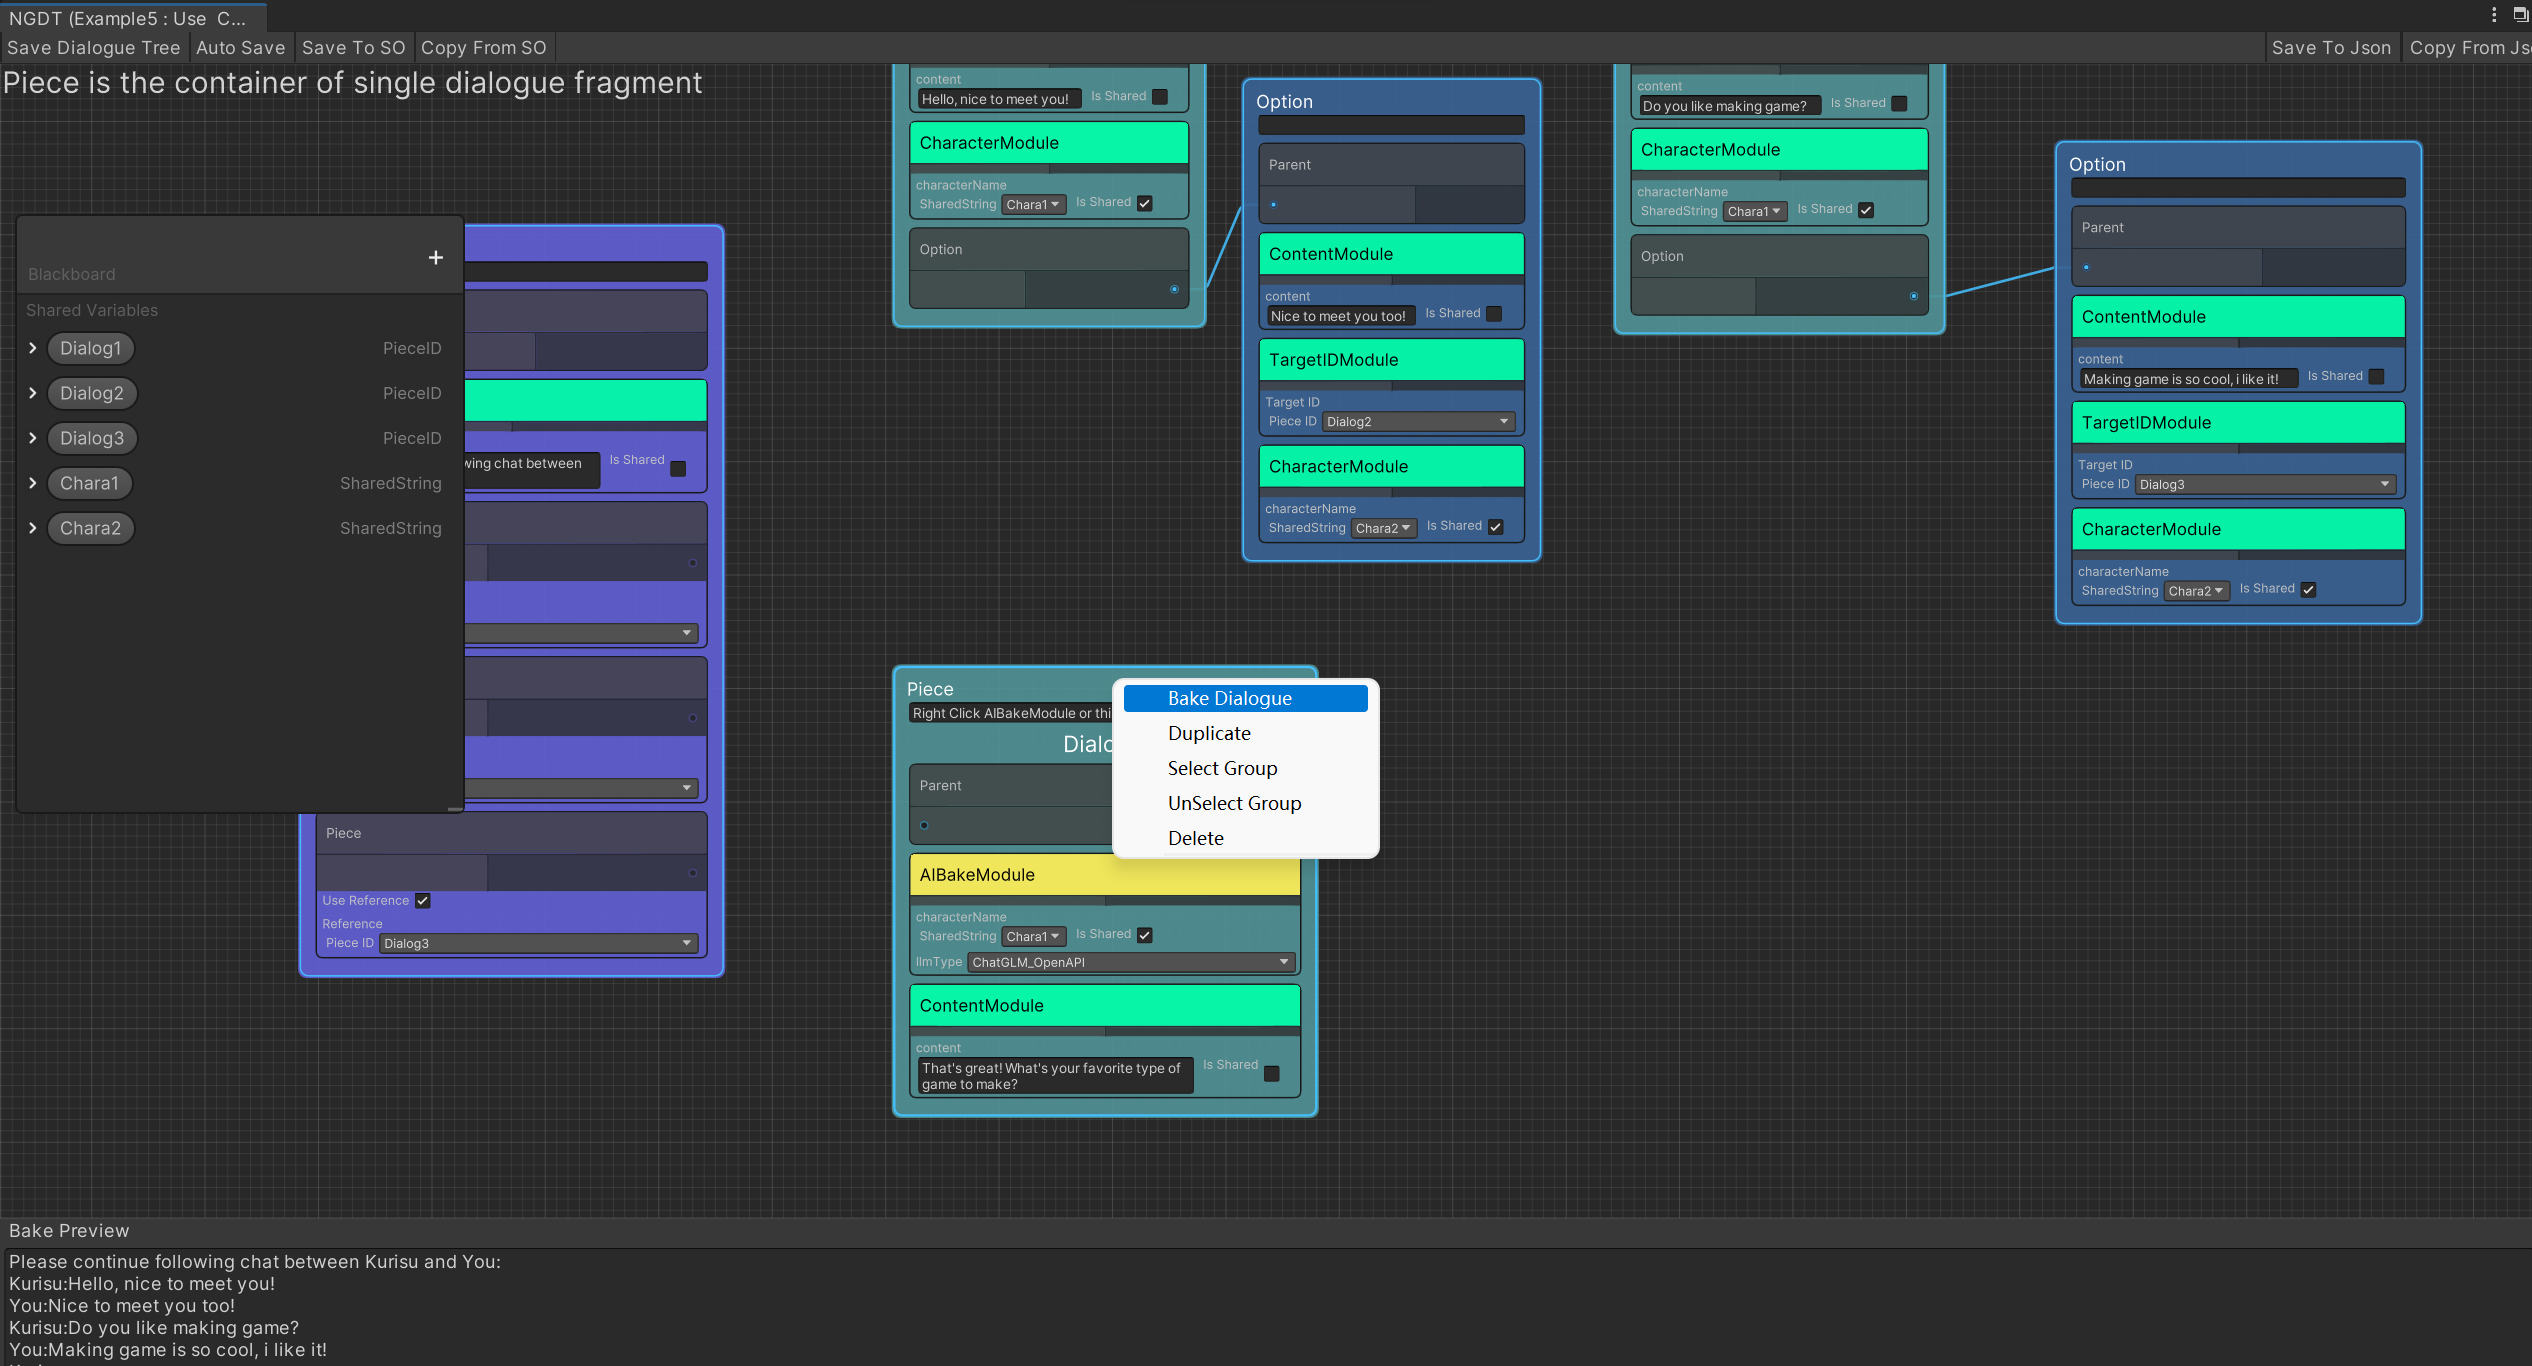 NGDT (Example5 : Use C...
Save Dialogue Tree
Auto Save
Save To SO
Copy From SO
Save To Json
Copy From Js
Piece is the container of single dialogue fragment
Blackboard
Shared Variables
Dialog1
PieceID
Dialog2
PieceID
Dialog3
PieceID
Chara1
SharedString
Chara2
SharedString
wing chat between
Is Shared
Piece
Use Reference
Reference
Piece ID
Dialog3
content
Hello, nice to meet you!
Is Shared
CharacterModule
characterName
SharedString
Chara1
Is Shared
Option
Option
Parent
ContentModule
content
Nice to meet you too!
Is Shared
TargetIDModule
Target ID
Piece ID
Dialog2
CharacterModule
characterName
SharedString
Chara2
Is Shared
content
Do you like making game?
Is Shared
CharacterModule
characterName
SharedString
Chara1
Is Shared
Option
Option
Parent
ContentModule
content
Making game is so cool, i like it!
Is Shared
TargetIDModule
Target ID
Piece ID
Dialog3
CharacterModule
characterName
SharedString
Chara2
Is Shared
Piece
Right Click AIBakeModule or thi
Dialo
Parent
Bake Dialogue
Duplicate
Select Group
UnSelect Group
Delete
AIBakeModule
characterName
SharedString
Chara1
Is Shared
llmType
ChatGLM_OpenAPI
ContentModule
content
That's great! What's your favorite type of
game to make?
Is Shared
Bake Preview
Please continue following chat between Kurisu and You:
Kurisu:Hello, nice to meet you!
You:Nice to meet you too!
Kurisu:Do you like making game?
You:Making game is so cool, i like it!